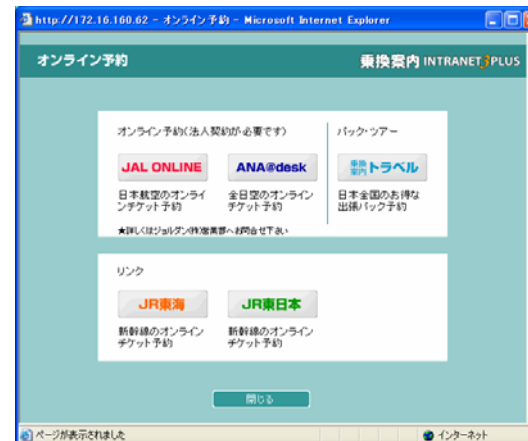 http://172.16.160.62 - オンライン予約 - Microsoft Internet Explorer
オンライン予約
乗換案内 INTRANET3PLUS
オンライン予約(法人契約が必要です)
パック・ツアー
JAL ONLINE
ANA@desk
乗換案内トラベル
日本航空のオンライ
ンチケット予約
全日空のオンライン
チケット予約
日本全国のお得な
出張パック予約
★詳しくはジョルダン(株)営業部へお問合せ下さい
リンク
JR東海
JR東日本
新幹線のオンライン
チケット予約
新幹線のオンライン
チケット予約
閉じる
ページが表示されました
インターネット